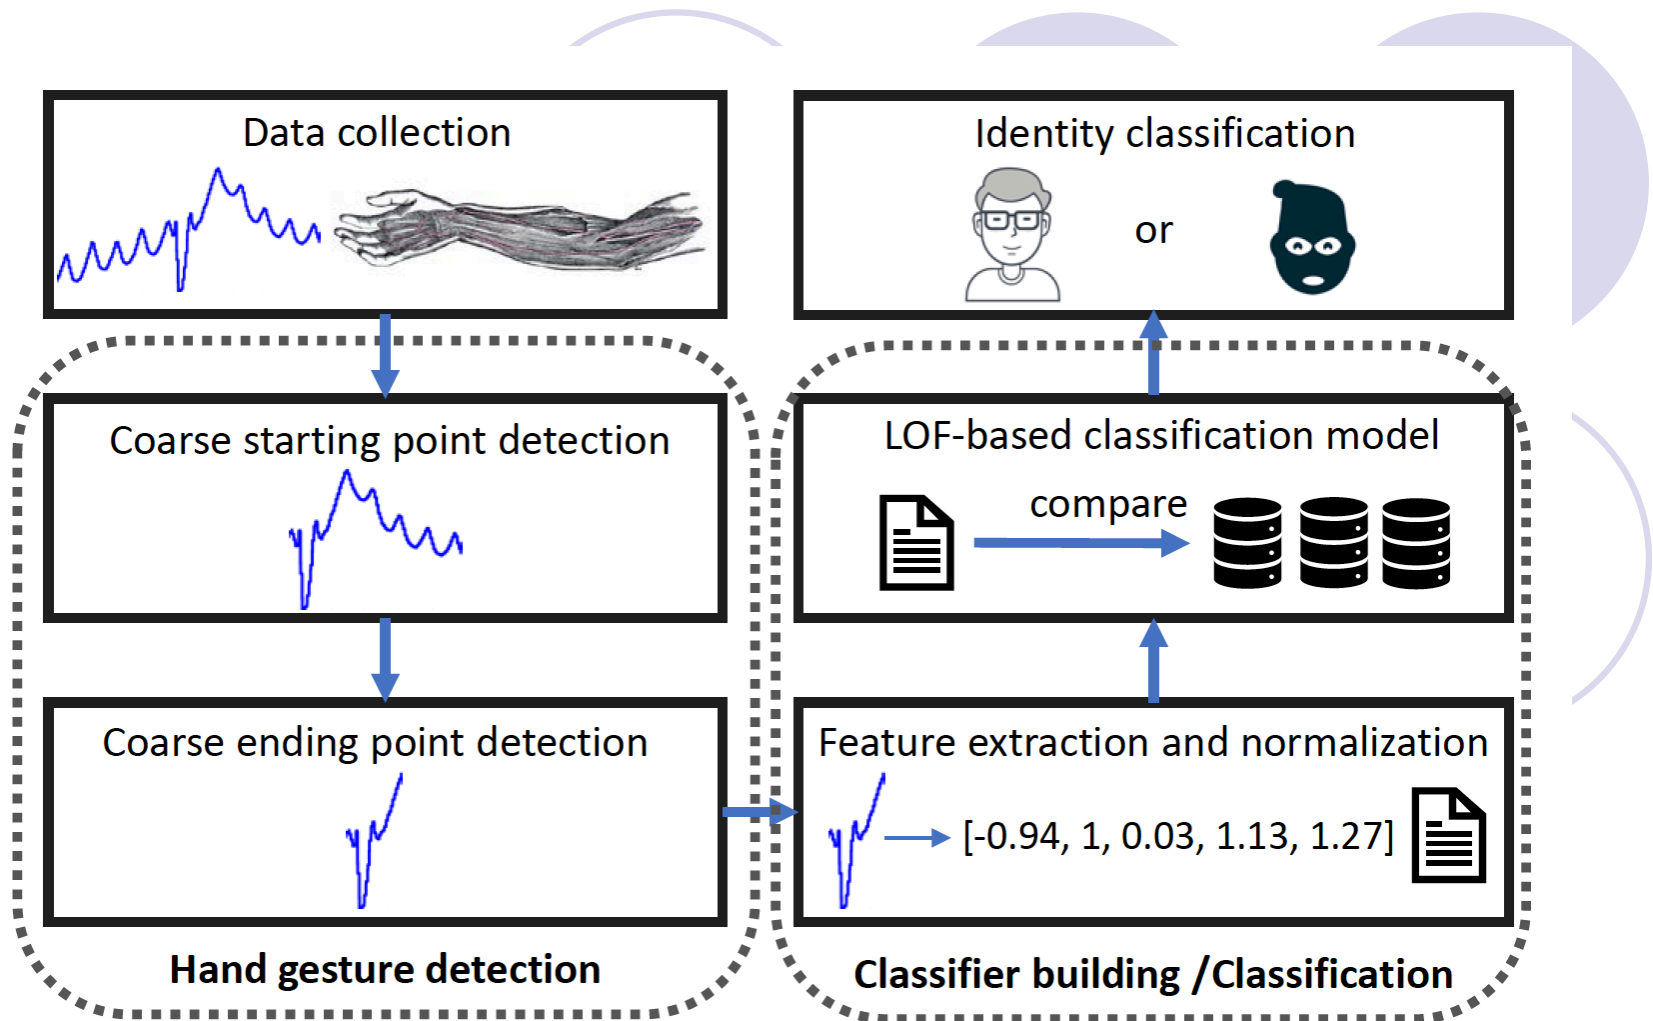 Data collection
Coarse starting point detection
Coarse ending point detection
Hand gesture detection
Identity classification
or
LOF-based classification model
compare
Feature extraction and normalization
[-0.94, 1, 0.03, 1.13, 1.27]
Classifier building /Classification